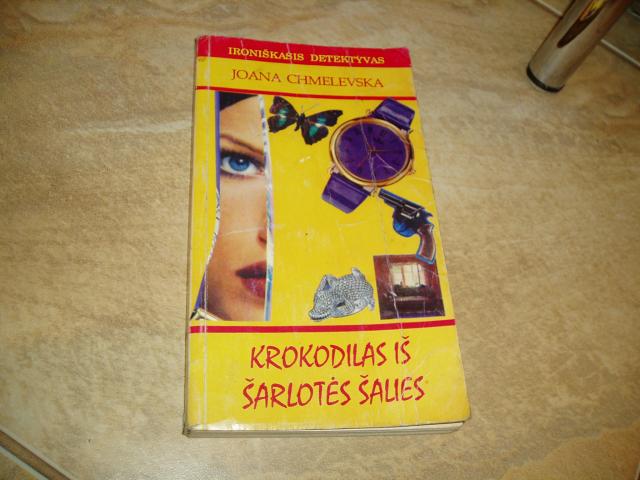 IRONIŠKASIS DETEKTYVAS
JOANA CHMELEVSKA
KROKODILAS IŠ
ŠARLOTĖS ŠALIES